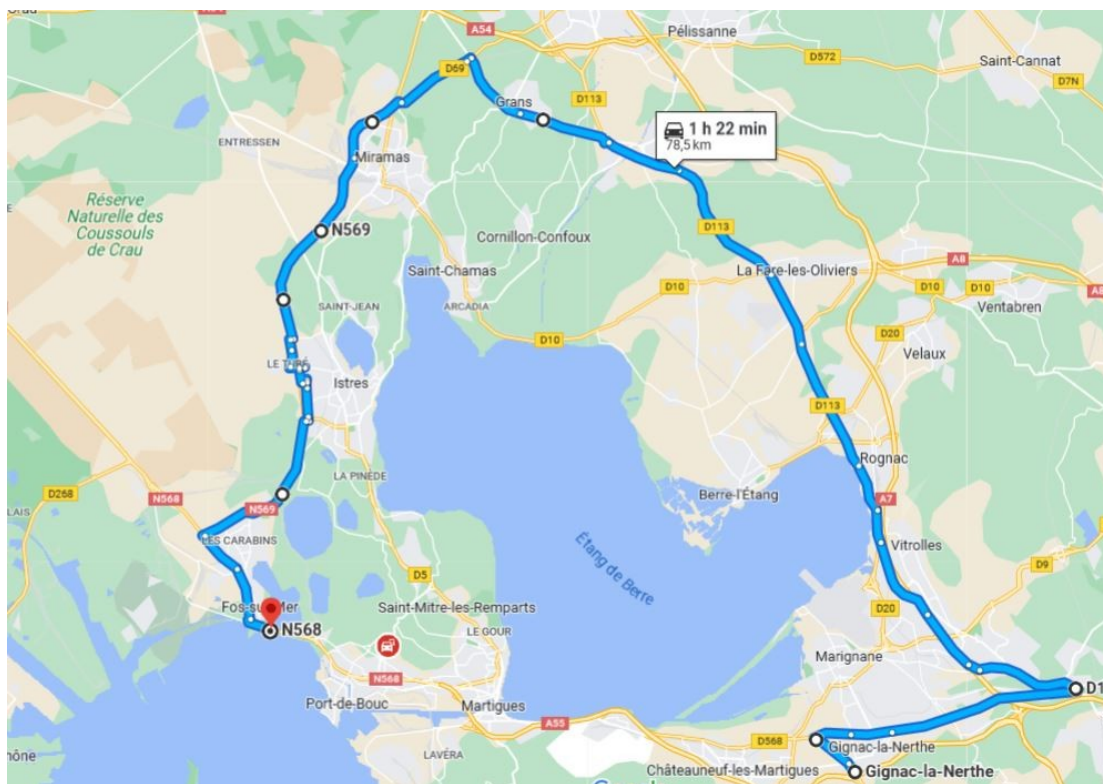 Crau
A54
Pélissanne
D572
Saint-Cannat
D7N
D69
D113
Grans
1 h 22 min
78,5 km
ENTRESSEN
Miramas
Réserve
Naturelle des
Coussouls
de Crau
N569
Cornillon-Confoux
D113
Saint-Chamas
La Fare-les-Oliviers
A8
D10
D10
D10
Ventabren
SAINT-JEAN
ARCADIA
D10
D20
Velaux
Istres
D113
LA PINÈDE
Rognac
Berre-l'Étang
D268
N568
N569
A7
LES CARABINS
Étang de Berre
Vitrolles
D9
D5
Fos-sur-Mer
Saint-Mitre-les-Remparts
N568
LE GOUR
D20
Marignane
N568
Port-de-Bouc
Martigues
A55
D568
Gignac-la-Nerthe
LAVÉRA
Châteauneuf-les-Martigues
Gignac-la-Nerthe